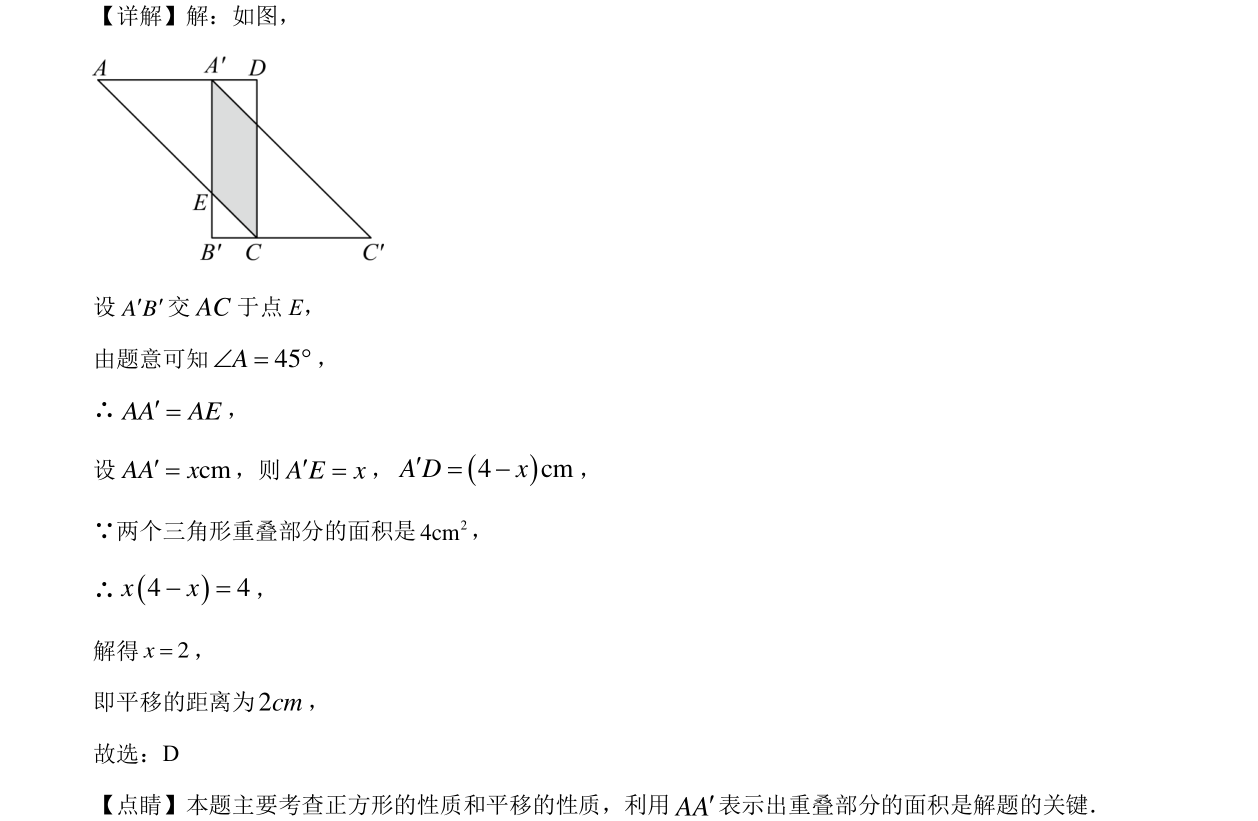 【详解】解：如图，
A A′ D
E
B′ C C′
设 A′B′ 交 AC 于点 E，
由题意可知∠A = 45°，
∴ AA′ = AE，
设 AA′ = xcm，则 A′E = x， A′D = (4 − x)cm，
∵两个三角形重叠部分的面积是 4cm²，
∴ x(4 − x) = 4，
解得 x = 2，
即平移的距离为 2cm，
故选：D
【点睛】本题主要考查正方形的性质和平移的性质，利用 AA′ 表示出重叠部分的面积是解题的关键．